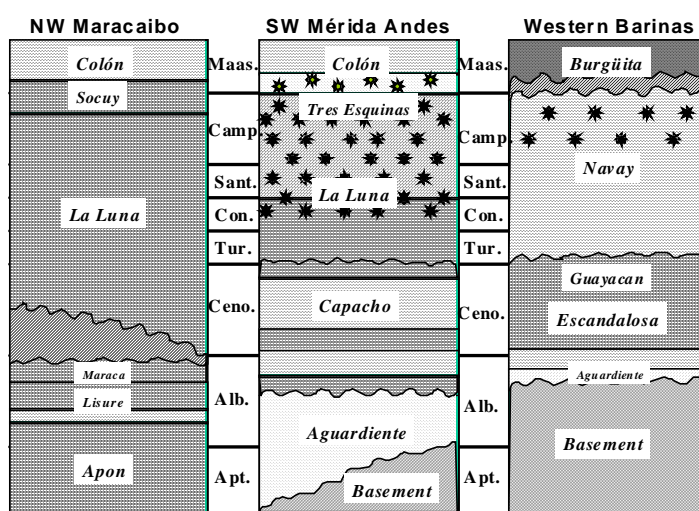 NW Maracaibo
SW Mérida Andes
Western Barinas
Colón
Maas.
Colón
Maas.
Burgüita
Socuy
Tres Esquinas
Camp.
Camp.
Navay
Sant.
Sant.
La Luna
La Luna
Con.
Con.
Tur.
Tur.
Guayacan
Ceno.
Capacho
Ceno.
Escandalosa
Maraca
Aguardiente
Lisure
Alb.
Alb.
Aguardiente
Basement
Apon
Apt.
Basement
Apt.